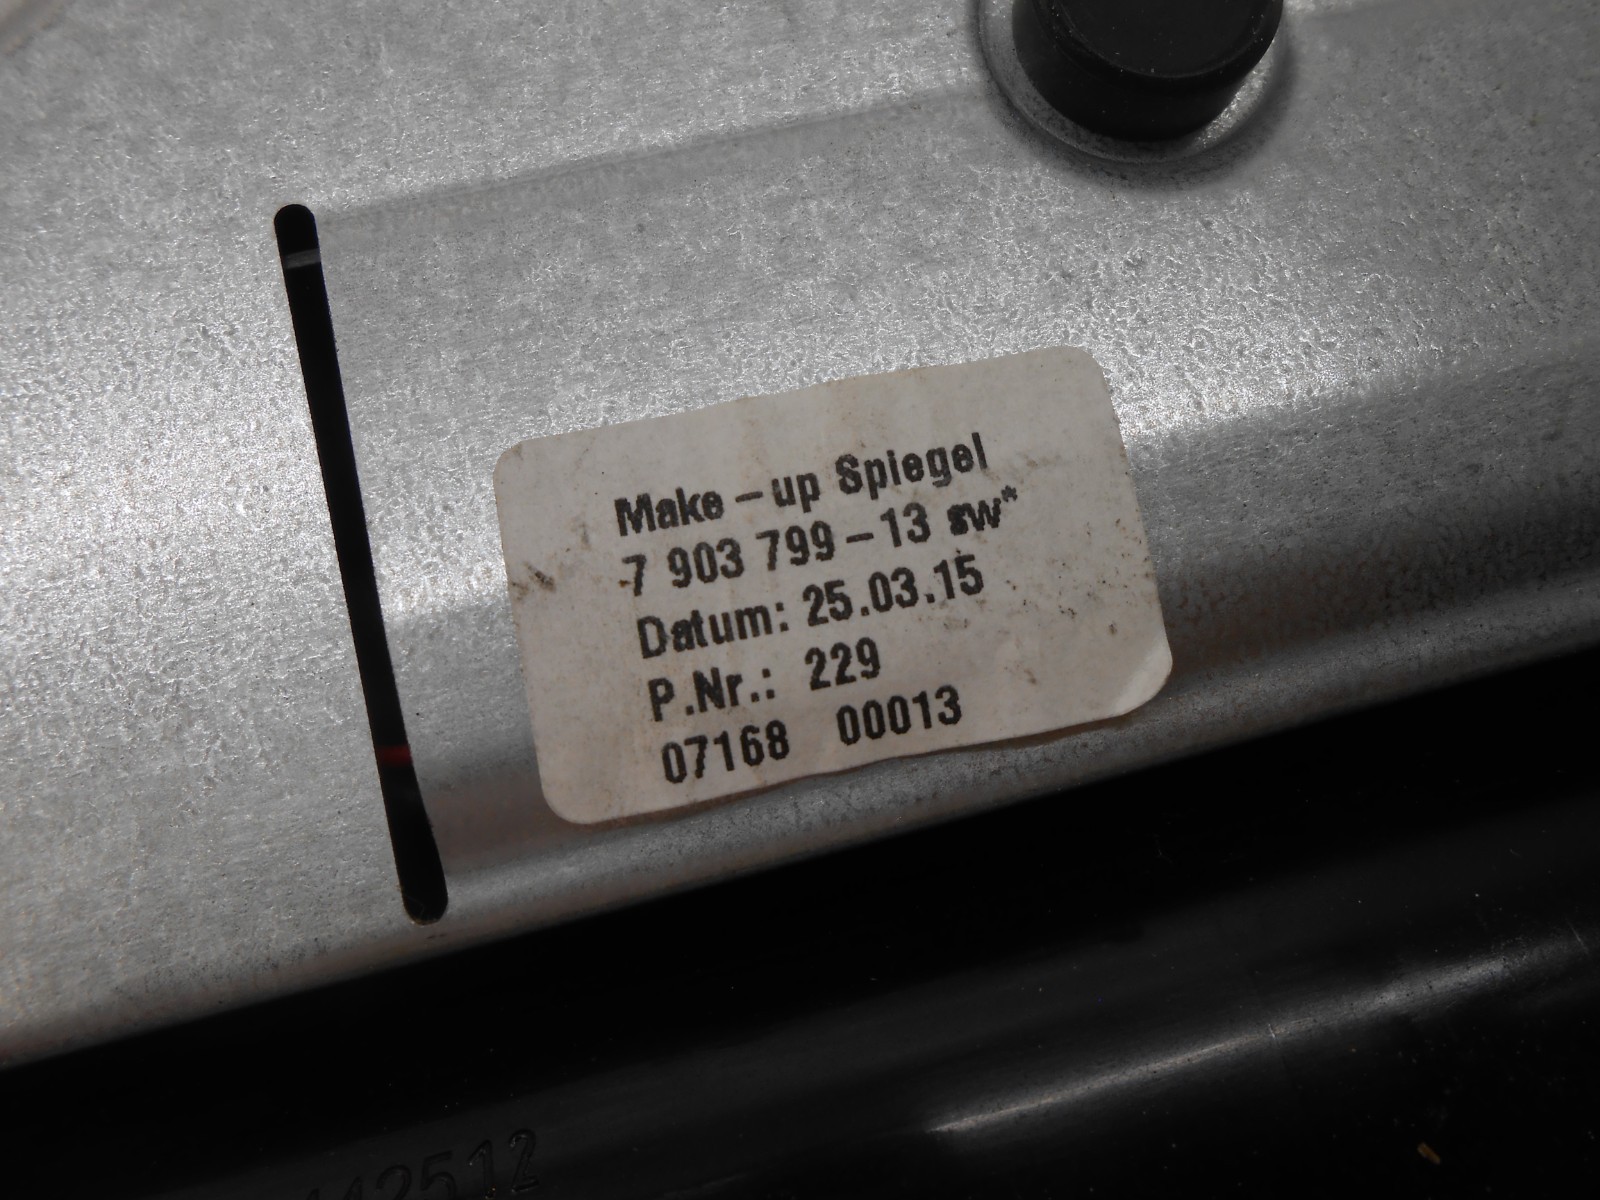 Make - up Spiegel
7 903 799 - 13 sw*
Datum: 25.03.15
P.Nr.: 229
07168 00013